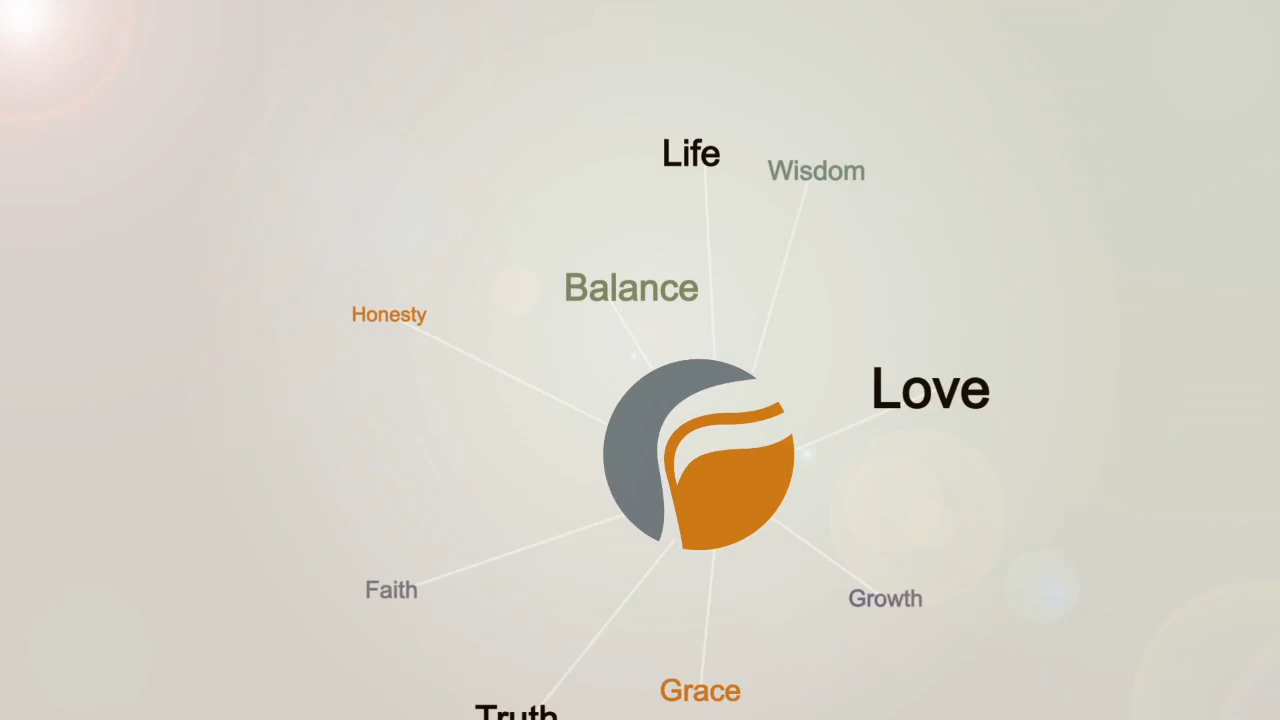 Life
Wisdom
Balance
Honesty
Love
Faith
Growth
Grace
Truth